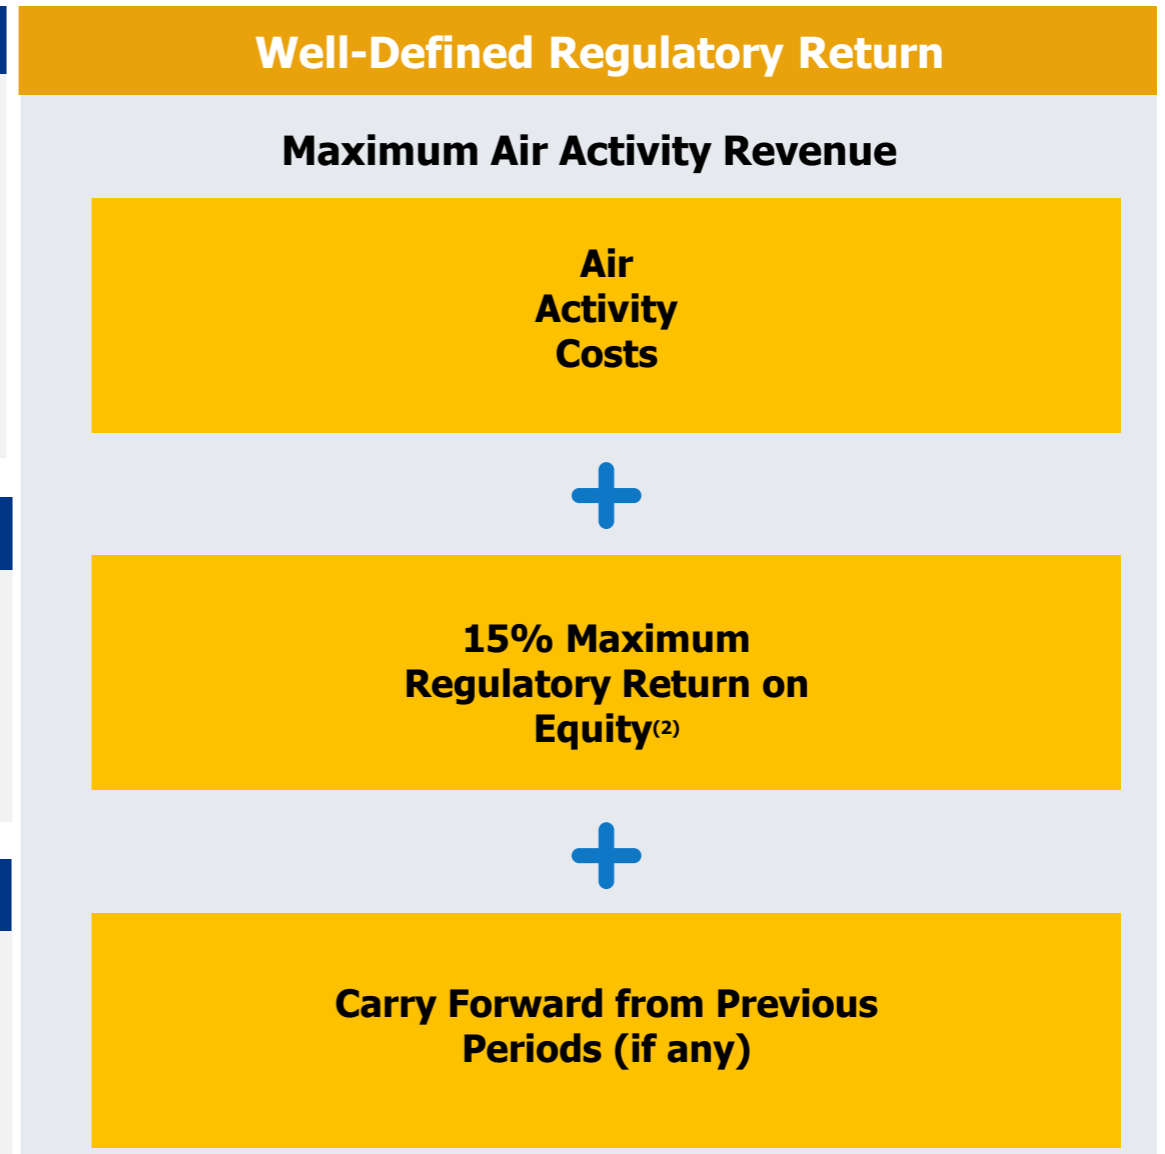 Well-Defined Regulatory Return
Maximum Air Activity Revenue
Air
Activity
Costs
15% Maximum
Regulatory Return on
Equity(2)
Carry Forward from Previous
Periods (if any)